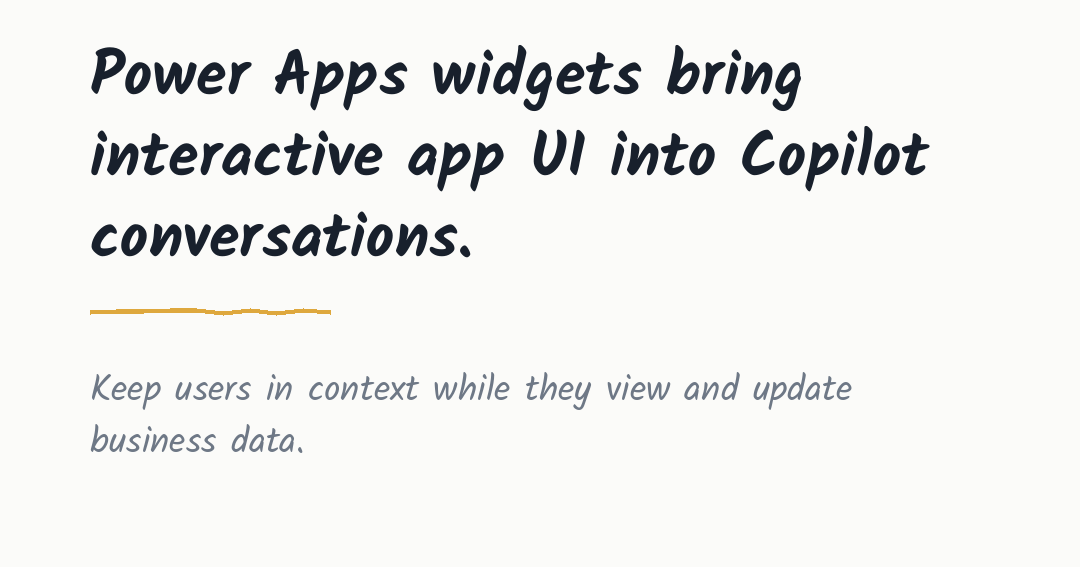 Power Apps widgets bring
interactive app UI into Copilot
conversations.
Keep users in context while they view and update
business data.